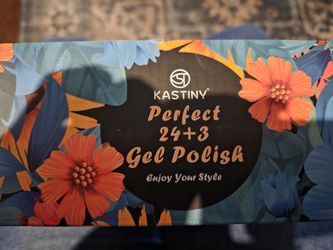 KASTINY
Perfect
24+3
Gel Polish
Enjoy Your Style